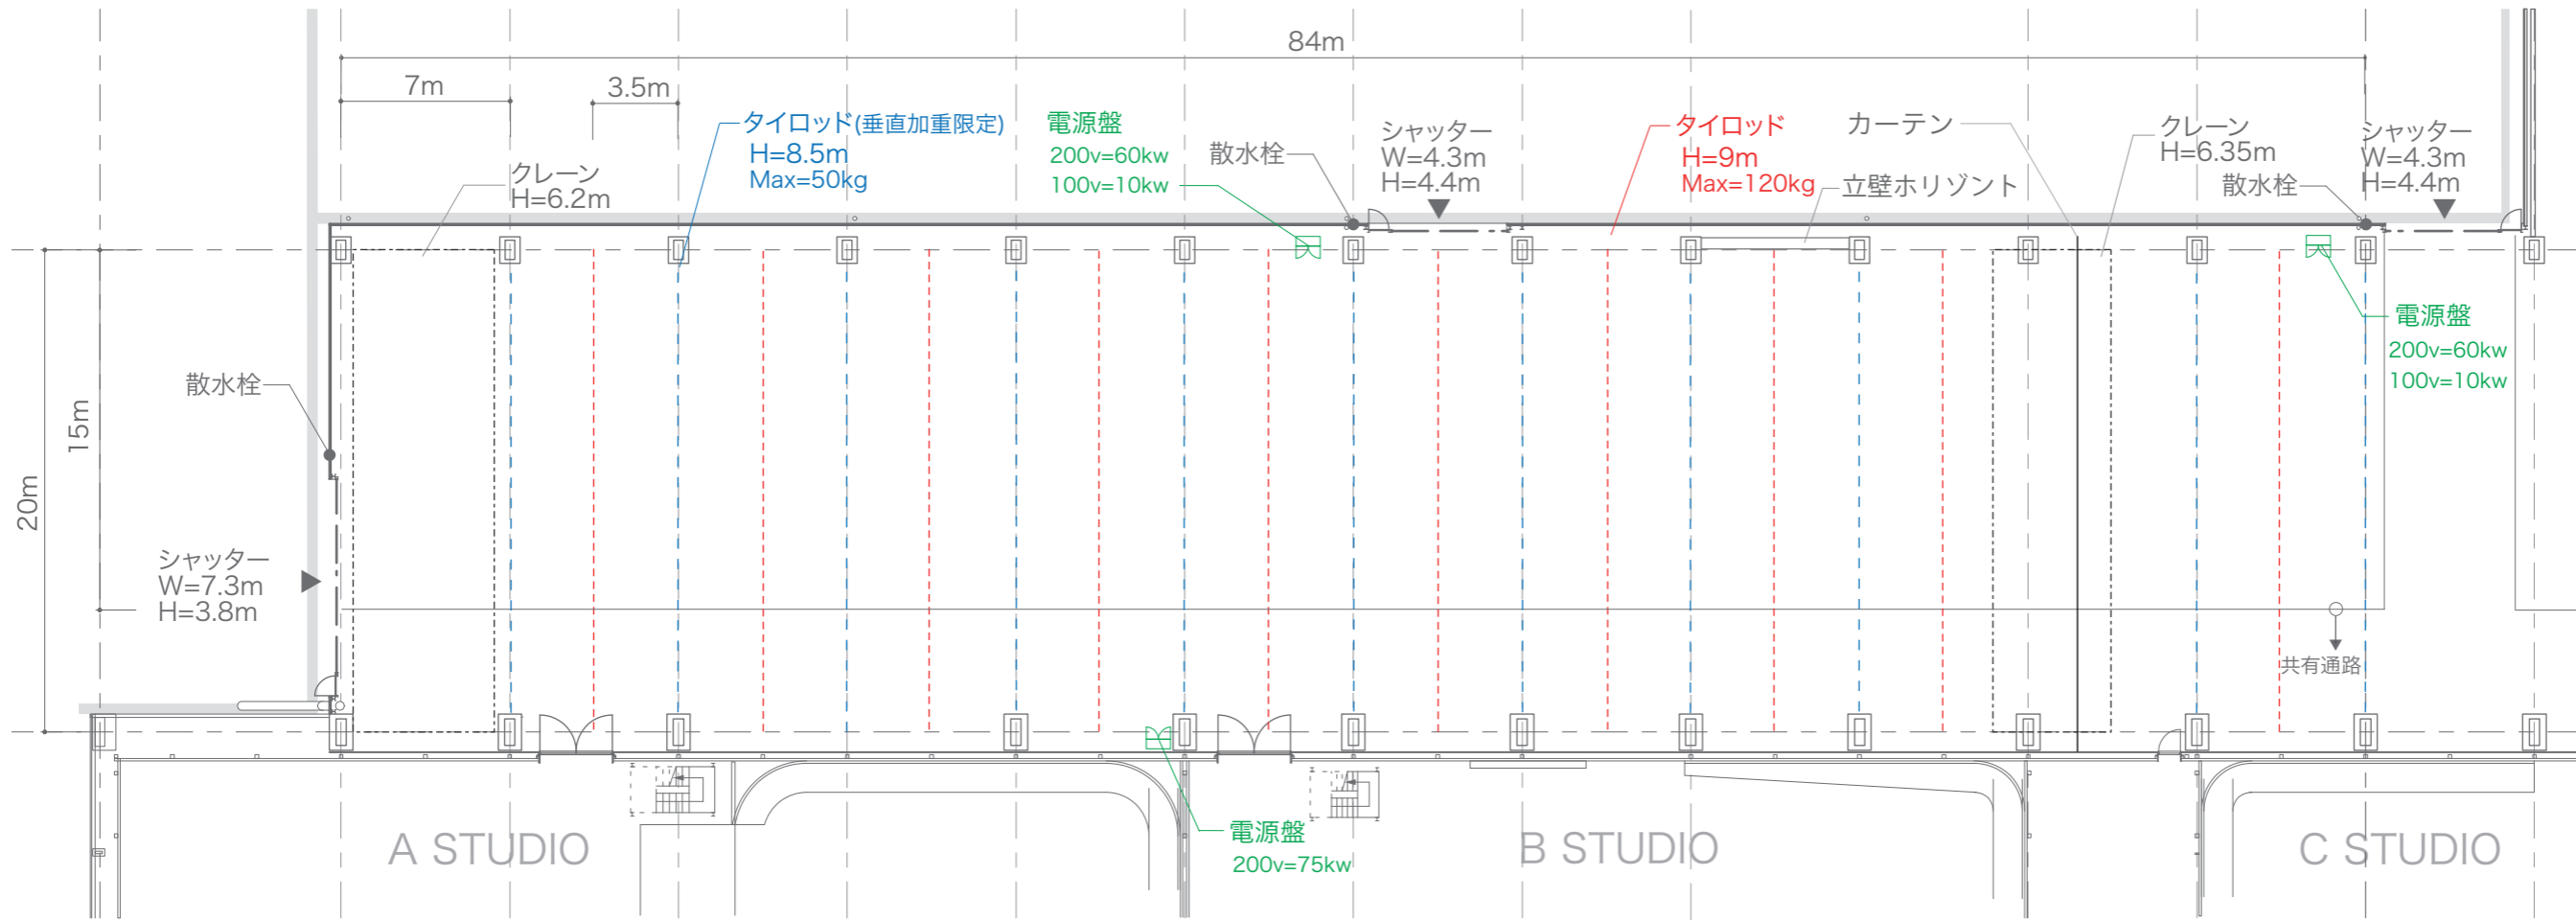 84m
7m
3.5m
タイロッド(垂直加重限定)
H=8.5m
Max=50kg
電源盤
200v=60kw
100v=10kw
散水栓
シャッター
W=4.3m
H=4.4m
タイロッド
H=9m
Max=120kg
カーテン
立壁ホリゾント
クレーン
H=6.35m
シャッター
W=4.3m
H=4.4m
散水栓
クレーン
H=6.2m
電源盤
200v=60kw
100v=10kw
散水栓
15m
20m
シャッター
W=7.3m
H=3.8m
共有通路
電源盤
200v=75kw
A STUDIO
B STUDIO
C STUDIO